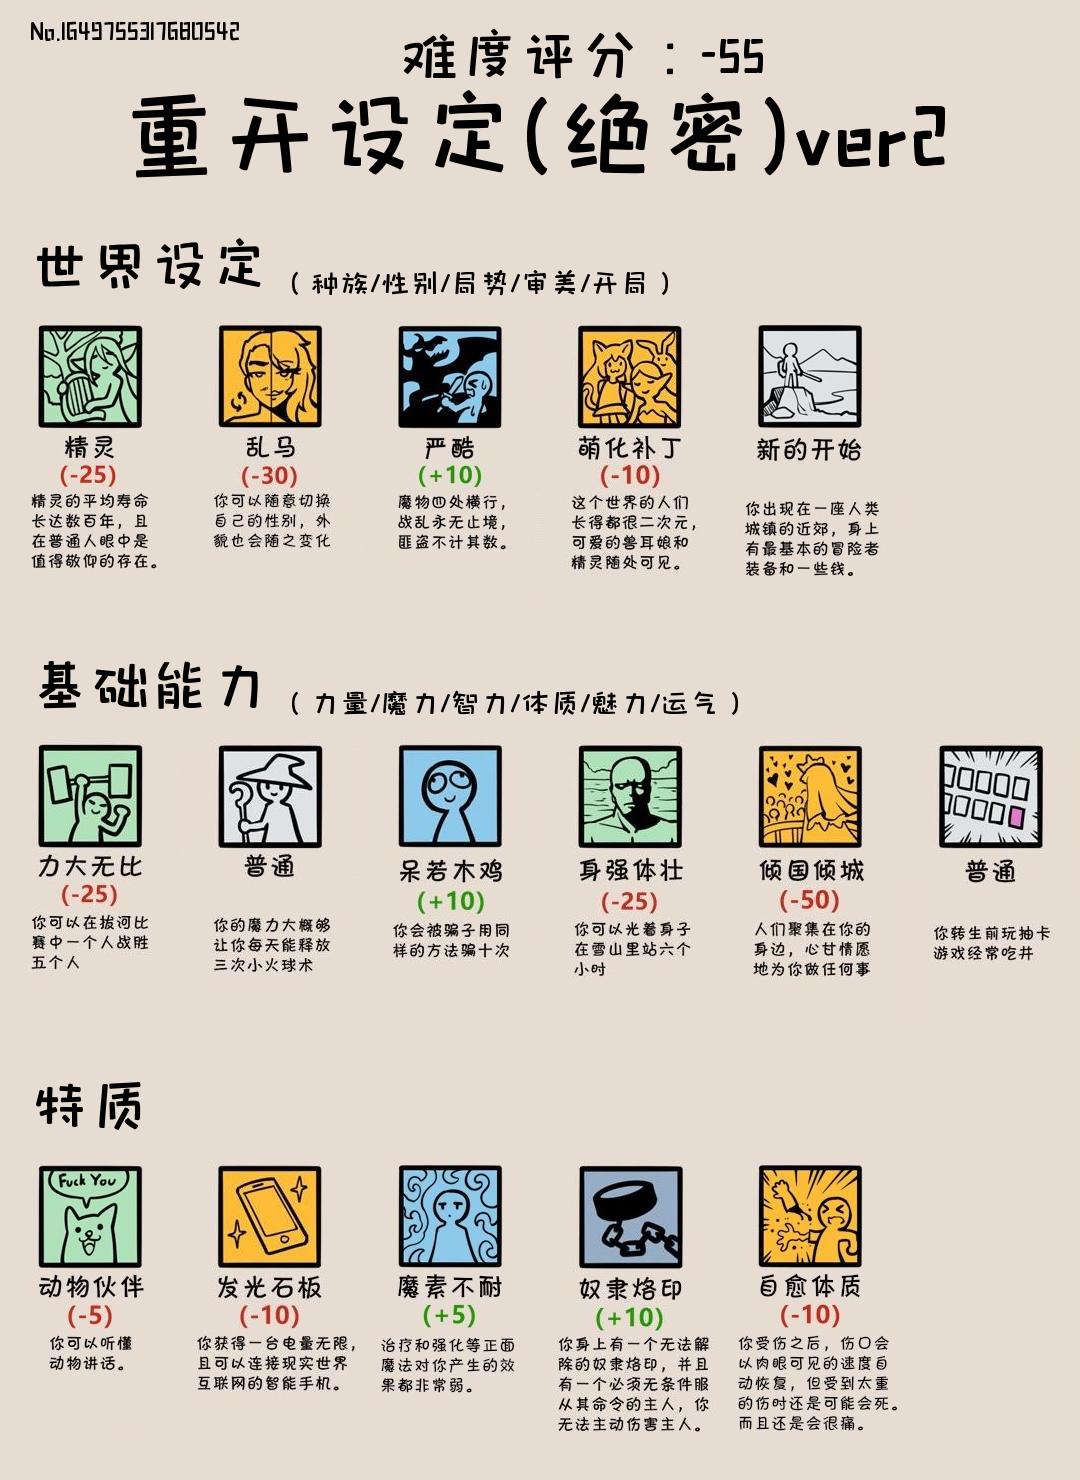 No.1649755317680542
难度评分：-55
重开设定(绝密)ver2
世界设定 ( 种族/性别/局势/审美/开局 )
精灵
(-25)
精灵的平均寿命
长达数百年，且
在普通人眼中是
值得敬仰的存在。
乱马
(-30)
你可以随意切换
自己的性别，外
貌也会随之变化
严酷
(+10)
魔物四处横行，
战乱永无止境，
匪盗不计其数。
萌化补丁
(-10)
这个世界的人们
长得都很二次元，
可爱的兽耳娘和
精灵随处可见。
新的开始
你出现在一座人类
城镇的近郊，身上
有最基本的冒险者
装备和一些钱。
基础能力 ( 力量/魔力/智力/体质/魅力/运气 )
力大无比
(-25)
你可以在拔河比
赛中一个人战胜
五个人
普通
你的魔力大概够
让你每天能释放
三次小火球术
呆若木鸡
(+10)
你会被骗子用同
样的方法骗十次
身强体壮
(-25)
你可以光着身子
在雪山里站六个
小时
倾国倾城
(-50)
人们聚集在你的
身边，心甘情愿
地为你做任何事
普通
你转生前玩抽卡
游戏经常吃井
特质
Fuck You
动物伙伴
(-5)
你可以听懂
动物讲话。
发光石板
(-10)
你获得一台电量无限，
且可以连接现实世界
互联网的智能手机。
魔素不耐
(+5)
治疗和强化等正面
魔法对你产生的效
果都非常弱。
奴隶烙印
(+10)
你身上有一个无法解
除的奴隶烙印，并且
有一个必须无条件服
从其命令的主人，你
无法主动伤害主人。
自愈体质
(-10)
你受伤之后，伤口会
以肉眼可见的速度自
动恢复，但受到太重
的伤时还是可能会死。
而且还是会很痛。